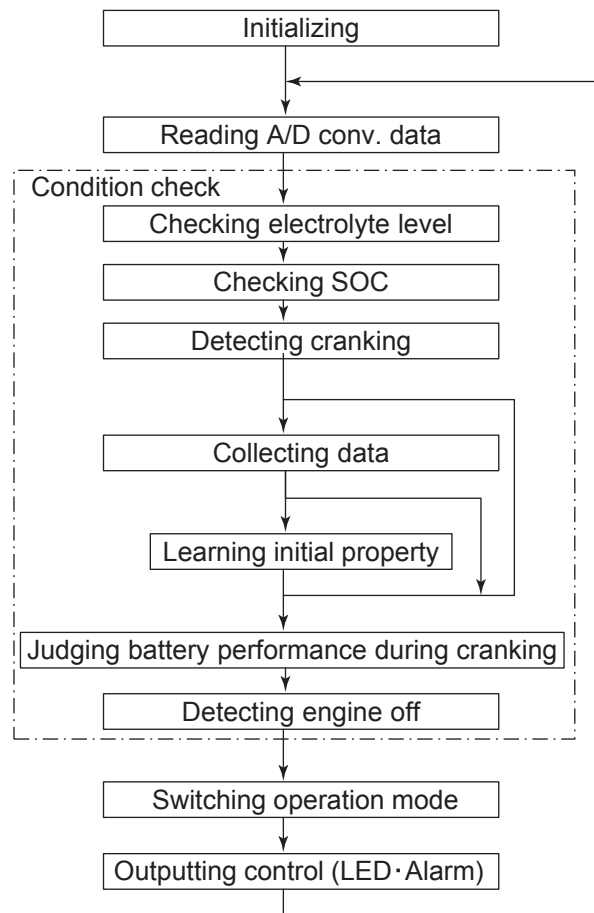 Initializing
Reading A/D conv. data
Condition check
Checking electrolyte level
Checking SOC
Detecting cranking
Collecting data
Learning initial property
Judging battery performance during cranking
Detecting engine off
Switching operation mode
Outputting control (LED·Alarm)